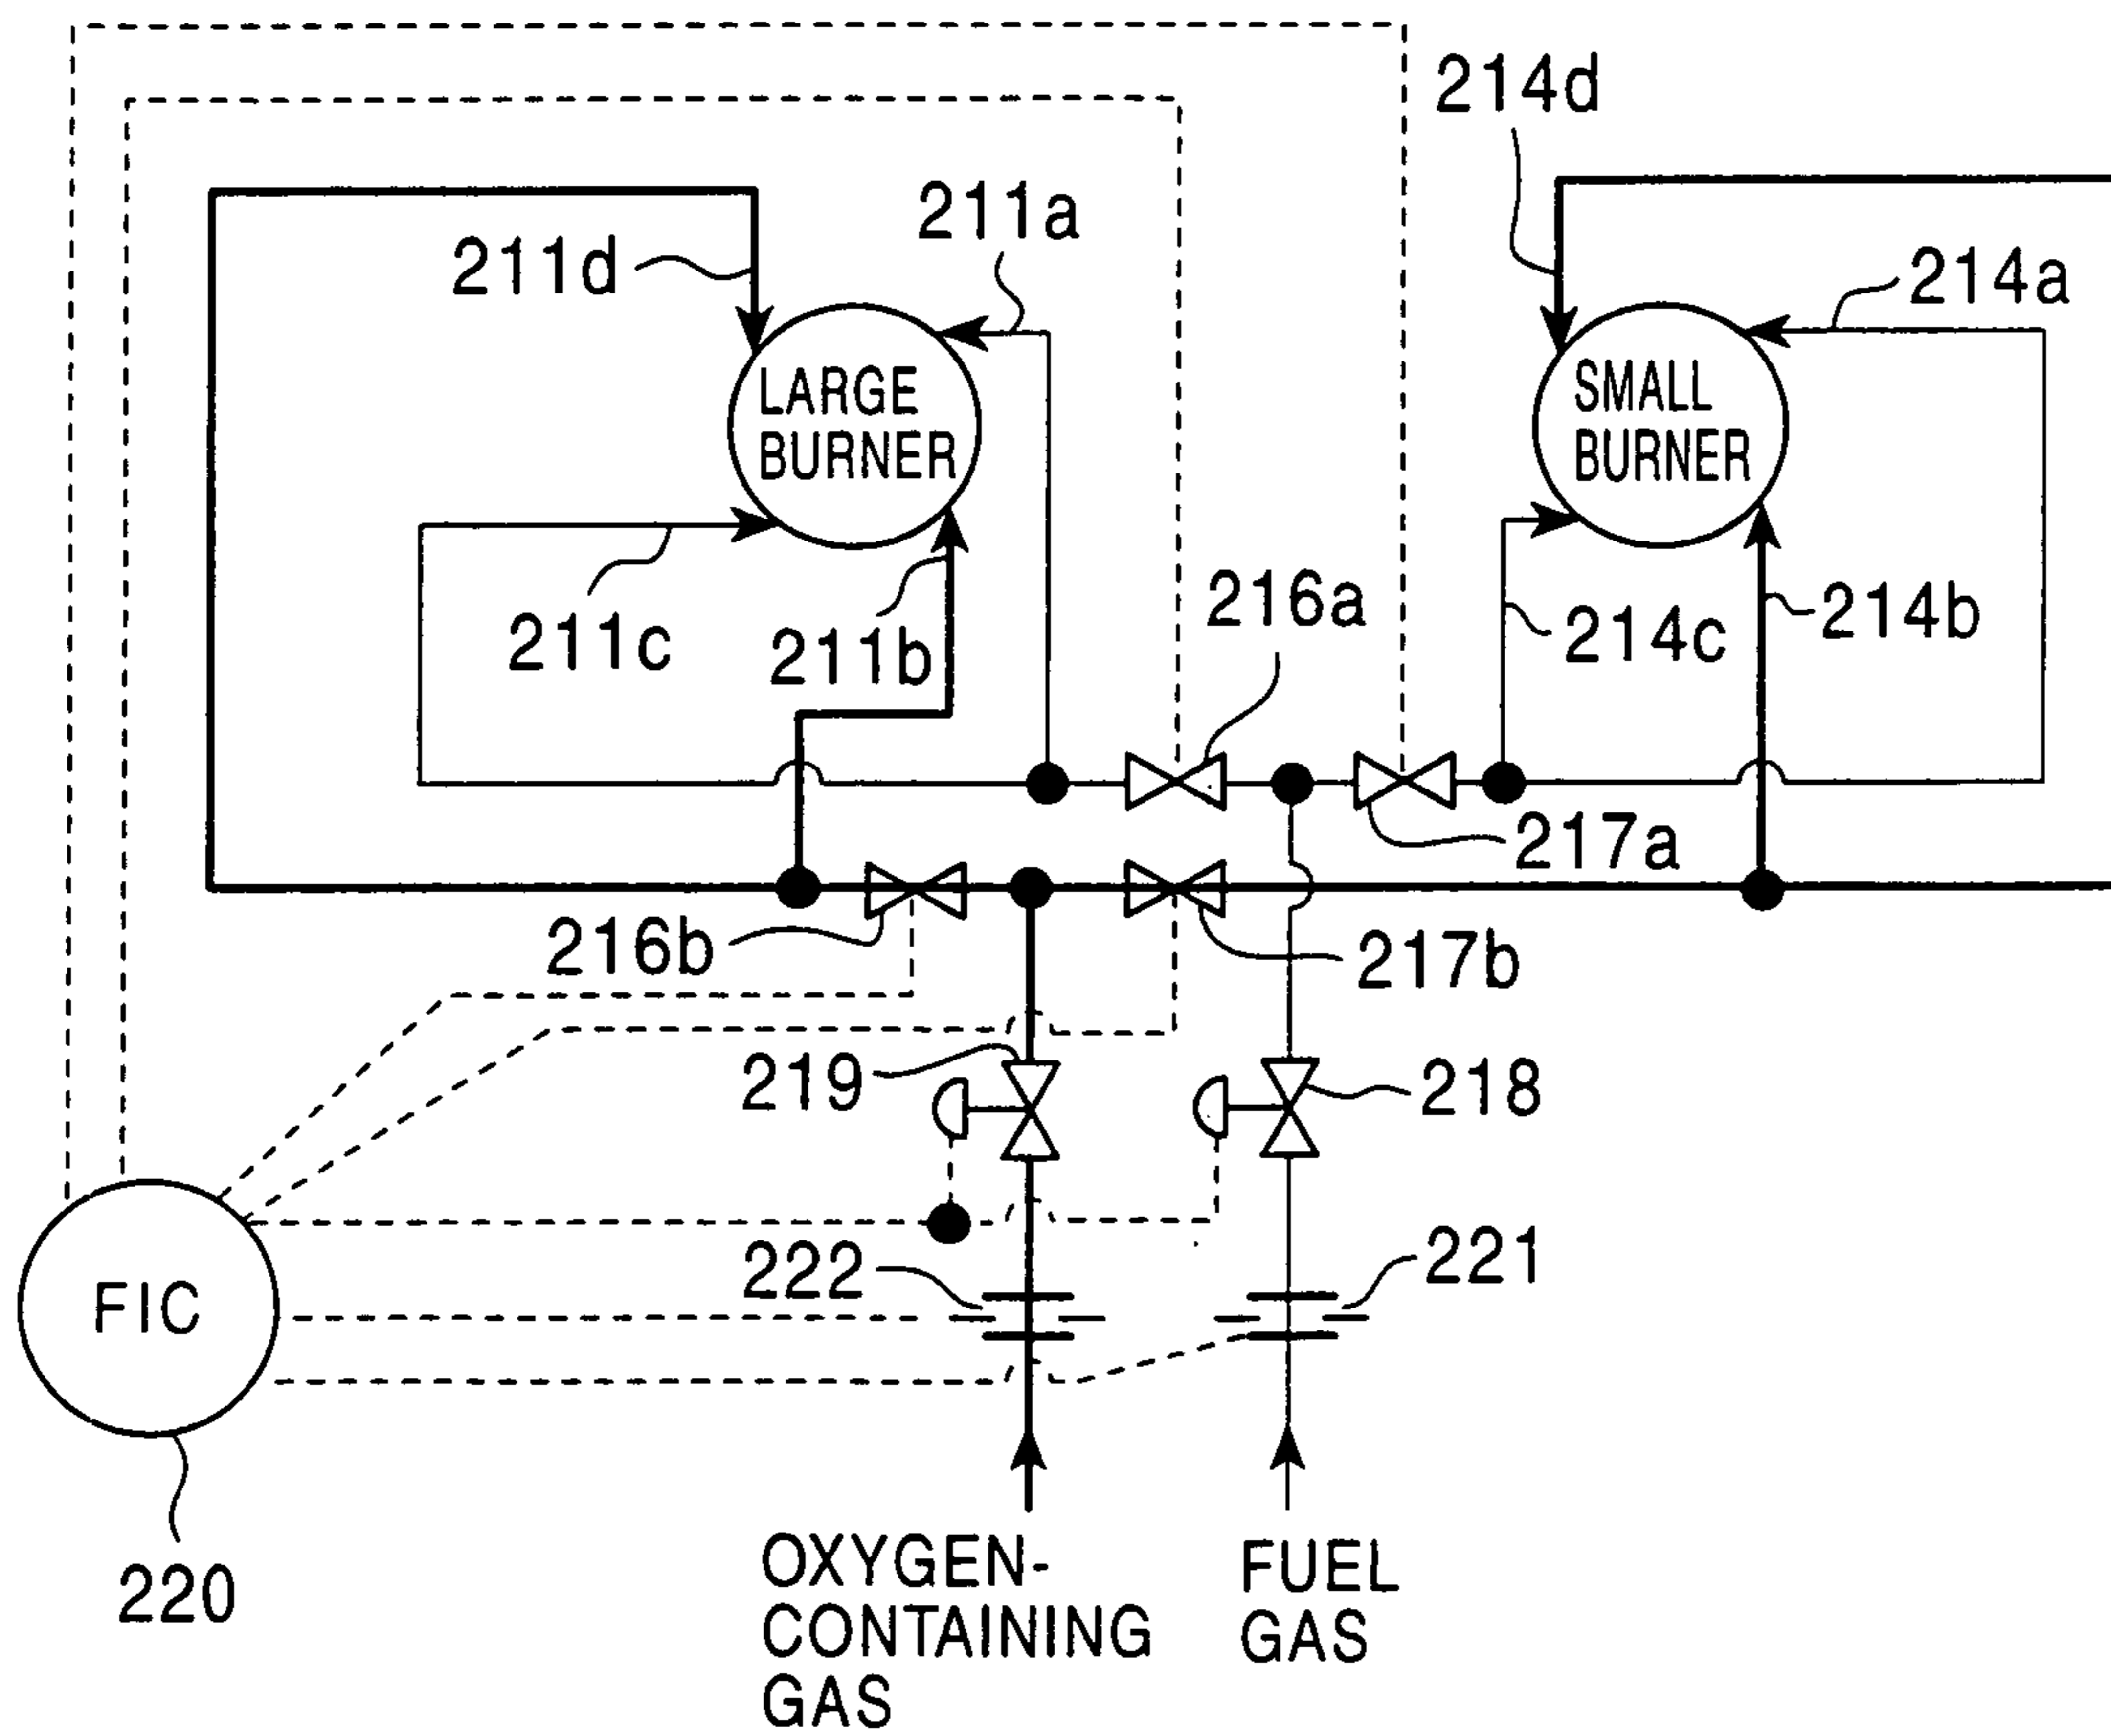 214d
211a
211d
214a
LARGE
BURNER
SMALL
BURNER
216a
211c
211b
214c
214b
217a
216b
217b
219
218
222
221
FIC
220
OXYGEN-
CONTAINING
GAS
FUEL
GAS